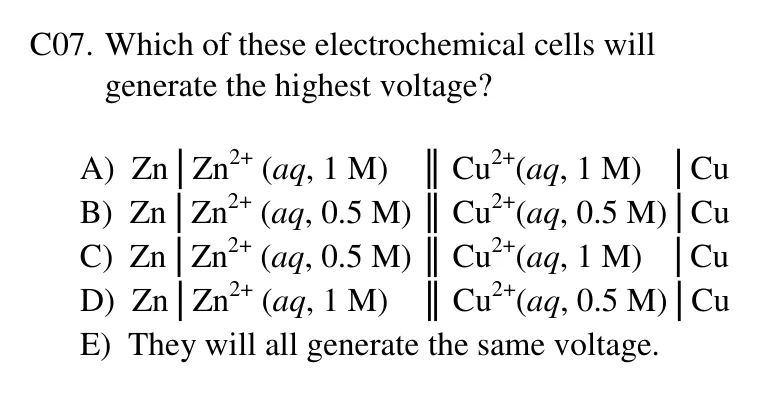 C07. Which of these electrochemical cells will
generate the highest voltage?
A) Zn | Zn²⁺ (aq, 1 M) || Cu²⁺(aq, 1 M) | Cu
B) Zn | Zn²⁺ (aq, 0.5 M) || Cu²⁺(aq, 0.5 M) | Cu
C) Zn | Zn²⁺ (aq, 0.5 M) || Cu²⁺(aq, 1 M) | Cu
D) Zn | Zn²⁺ (aq, 1 M) || Cu²⁺(aq, 0.5 M) | Cu
E) They will all generate the same voltage.